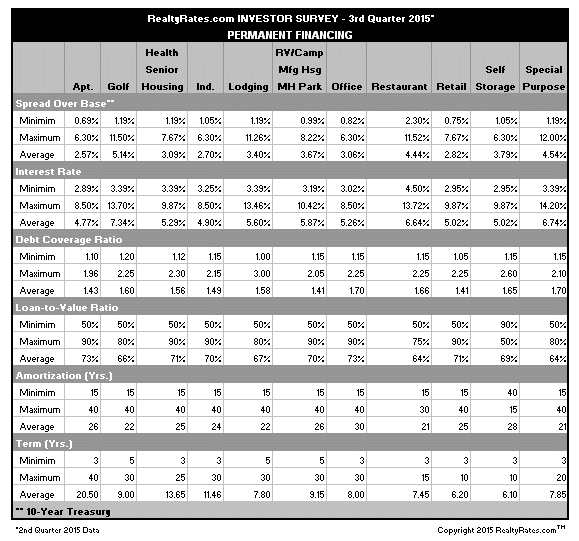 RealtyRates.com INVESTOR SURVEY - 3rd Quarter 2015*
PERMANENT FINANCING
Apt. Golf Health Senior Housing Ind. Lodging RV/Camp Mfg Hsg MH Park Office Restaurant Retail Self Storage Special Purpose
Spread Over Base**
Minimim 0.69% 1.19% 1.19% 1.05% 1.19% 0.99% 0.82% 2.30% 0.75% 1.05% 1.19%
Maximum 6.30% 11.50% 7.67% 6.30% 11.26% 8.22% 6.30% 11.52% 7.67% 6.30% 12.00%
Average 2.57% 5.14% 3.09% 2.70% 3.40% 3.67% 3.06% 4.44% 2.82% 3.79% 4.54%
Interest Rate
Minimim 2.89% 3.39% 3.39% 3.25% 3.39% 3.19% 3.02% 4.50% 2.95% 2.95% 3.39%
Maximum 8.50% 13.70% 9.87% 8.50% 13.46% 10.42% 8.50% 13.72% 9.87% 9.87% 14.20%
Average 4.77% 7.34% 5.29% 4.90% 5.60% 5.87% 5.26% 6.64% 5.02% 5.02% 6.74%
Debt Coverage Ratio
Minimim 1.10 1.20 1.12 1.15 1.00 1.15 1.15 1.15 1.05 1.15 1.15
Maximum 1.96 2.25 2.30 2.15 3.00 2.05 2.25 2.25 2.25 2.60 2.10
Average 1.43 1.60 1.56 1.49 1.58 1.41 1.70 1.66 1.41 1.65 1.70
Loan-to-Value Ratio
Minimim 50% 50% 50% 50% 50% 50% 50% 50% 50% 90% 50%
Maximum 90% 80% 90% 90% 80% 90% 90% 75% 90% 50% 80%
Average 73% 66% 71% 70% 67% 70% 73% 64% 71% 69% 64%
Amortization (Yrs.)
Minimim 15 15 15 15 15 15 15 15 15 40 15
Maximum 40 40 40 40 40 40 40 30 40 15 40
Average 26 22 25 24 22 26 30 21 25 28 21
Term (Yrs.)
Minimim 3 5 3 3 5 5 3 3 3 3 3
Maximum 40 30 25 30 30 30 30 15 10 10 20
Average 20.50 9.00 13.65 11.46 7.80 9.15 8.00 7.45 6.20 6.10 7.85
** 10-Year Treasury
*2nd Quarter 2015 Data Copyright 2015 RealtyRates.com™